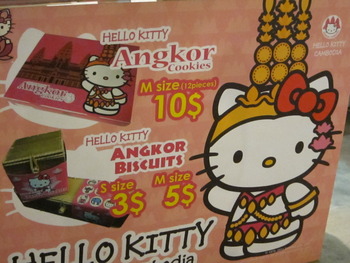 HELLO KITTY
Angkor
Cookies
M size (12pieces)
10$
Angkor
HELLO KITTY
CAMBODIA
HELLO KITTY
ANGKOR
BISCUITS
S size
3$
M size
5$
HELLO KITTY